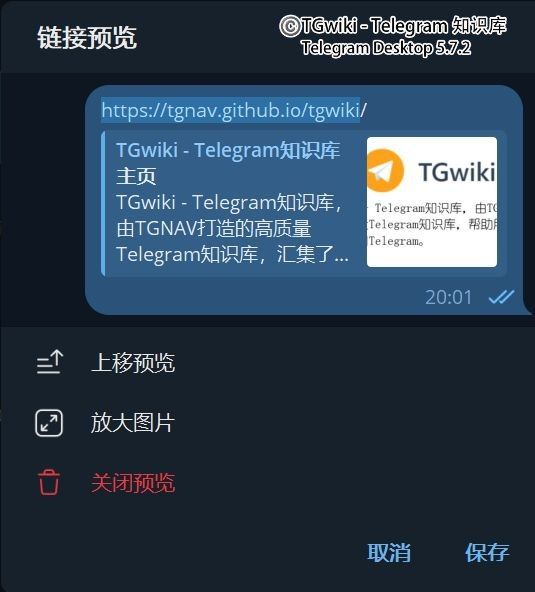 链接预览
©TGwiki - Telegram 知识库
Telegram Desktop 5.7.2
https://tgnav.github.io/tgwiki/
TGwiki - Telegram知识库
主页
TGwiki - Telegram知识库，
由TGNAV打造的高质量
Telegram知识库，汇集了...
TGwiki
Telegram知识库，由TG
Telegram知识库，帮助
Telegram。
20:01
上移预览
放大图片
关闭预览
取消
保存